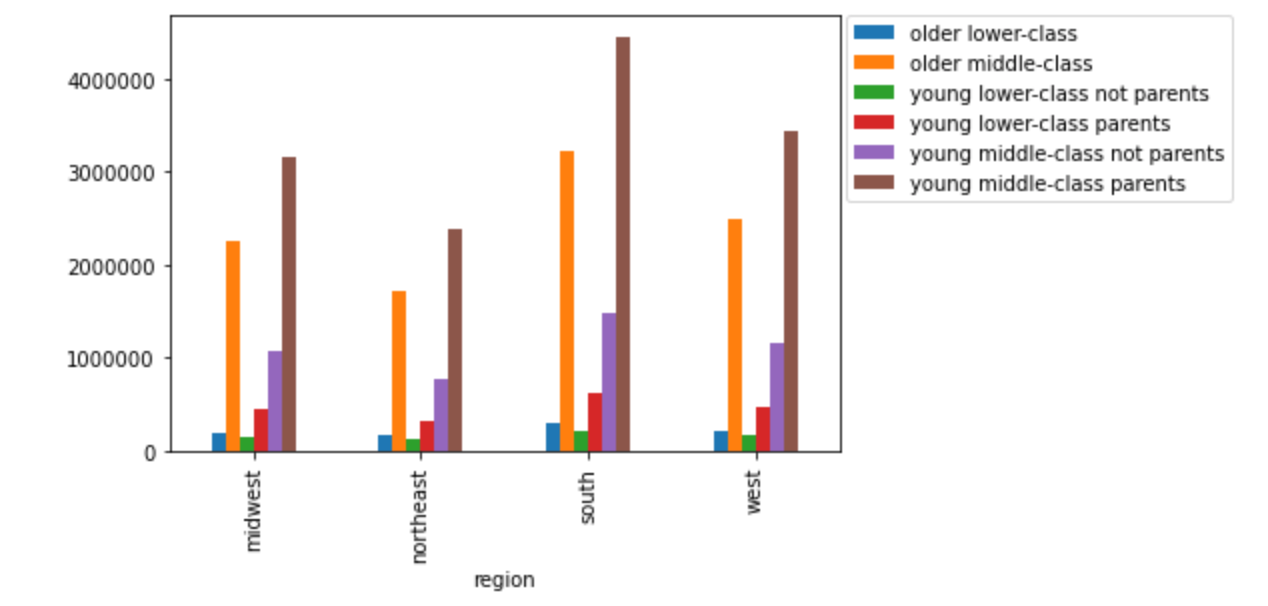 4000000
3000000
2000000
1000000
0
midwest
northeast
south
west
region
older lower-class
older middle-class
young lower-class not parents
young lower-class parents
young middle-class not parents
young middle-class parents